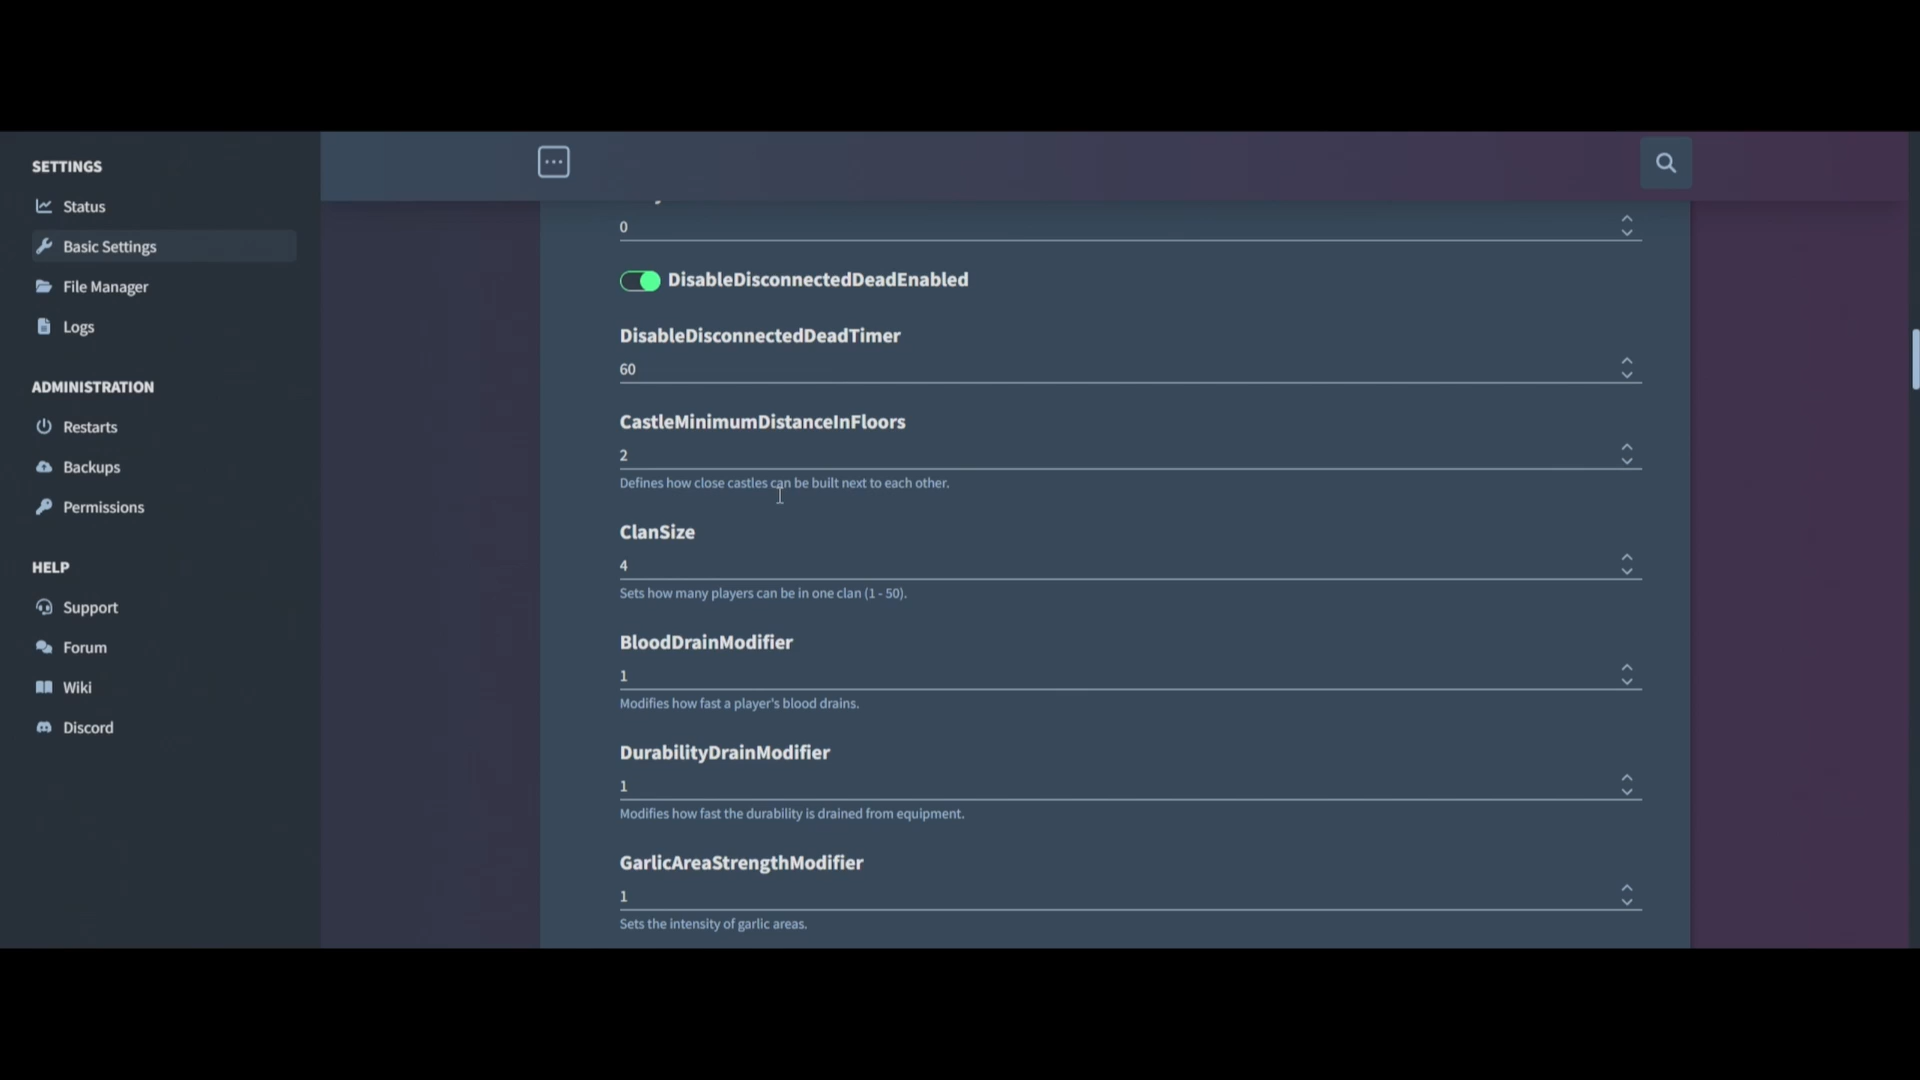 SETTINGS
Status
Basic Settings
File Manager
Logs
ADMINISTRATION
Restarts
Backups
Permissions
HELP
Support
Forum
Wiki
Discord
0
DisableDisconnectedDeadEnabled
DisableDisconnectedDeadTimer
60
CastleMinimumDistanceInFloors
2
Defines how close castles can be built next to each other.
ClanSize
4
Sets how many players can be in one clan (1 - 50).
BloodDrainModifier
1
Modifies how fast a player's blood drains.
DurabilityDrainModifier
1
Modifies how fast the durability is drained from equipment.
GarlicAreaStrengthModifier
1
Sets the intensity of garlic areas.